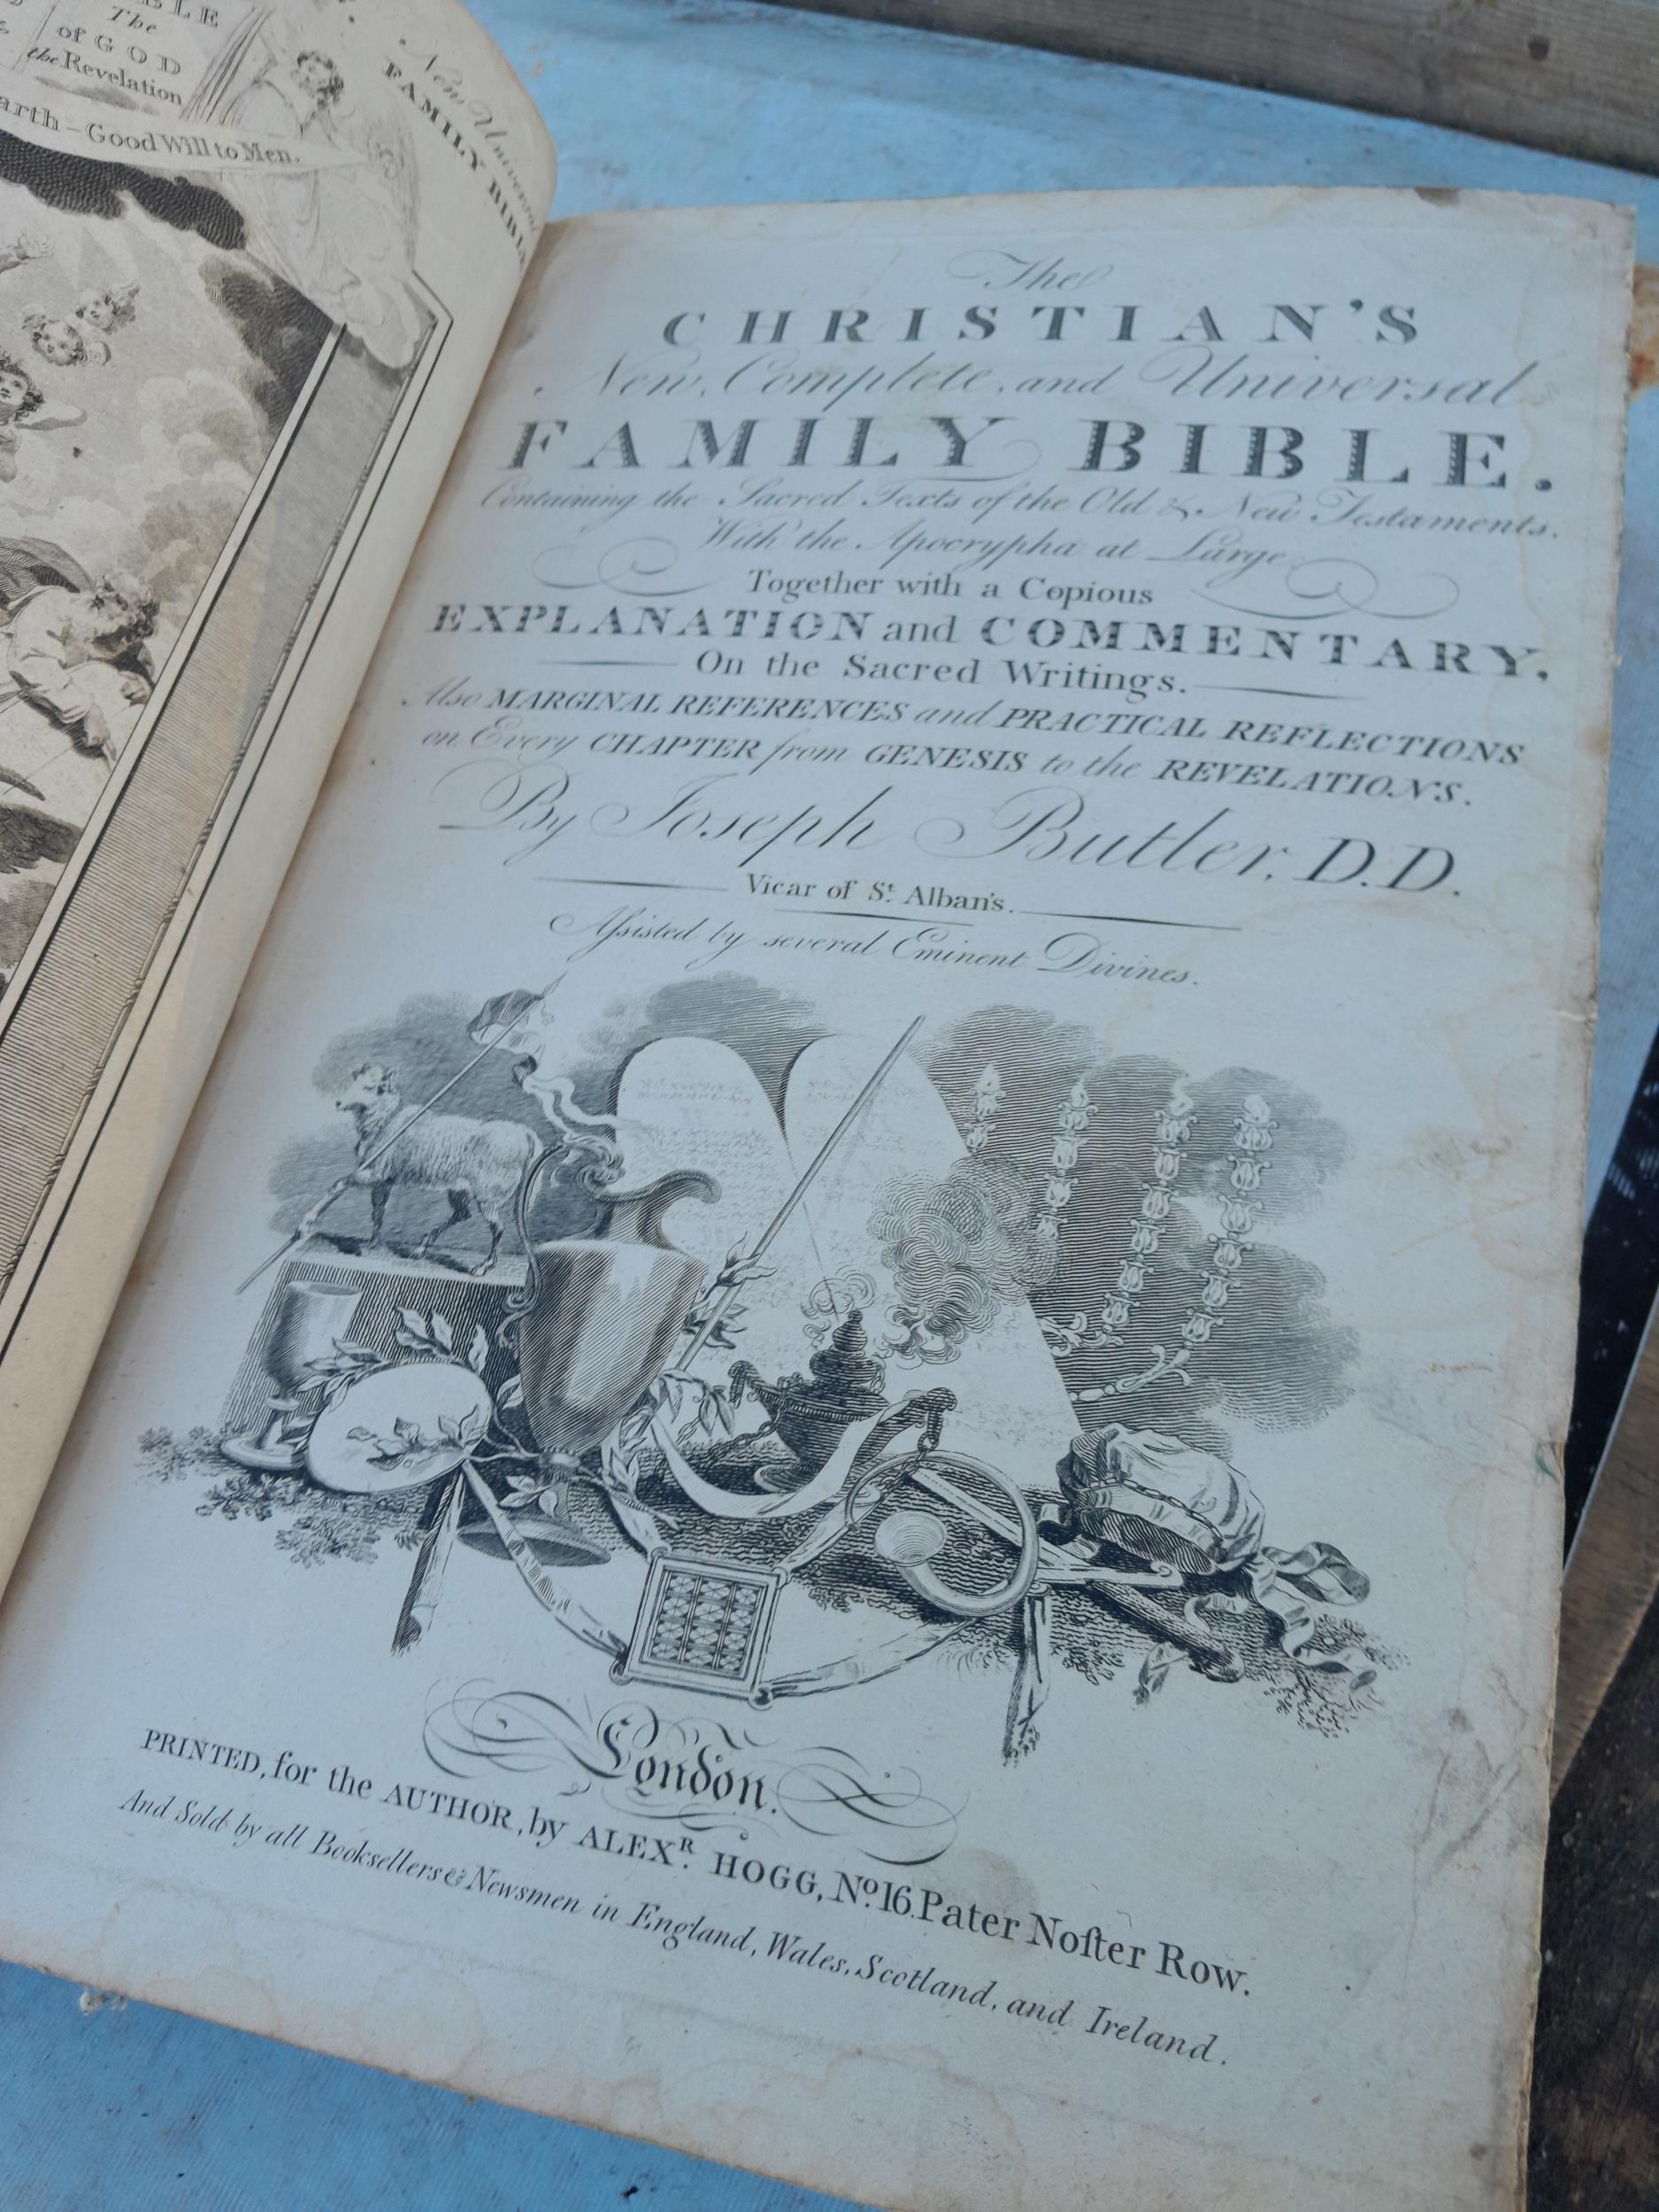 BLE
The
of GOD
the Revelation
arth - Good Will to Men.
New Universal
FAMILY BIBLE
The
CHRISTIAN'S
New, Complete, and Universal
FAMILY BIBLE.
Containing the Sacred Texts of the Old & New Testaments.
With the Apocrypha at Large
Together with a Copious
EXPLANATION and COMMENTARY,
On the Sacred Writings.
Also MARGINAL REFERENCES and PRACTICAL REFLECTIONS
on Every CHAPTER from GENESIS to the REVELATIONS.
By Joseph Butler, D.D.
Vicar of St. Alban's.
Aſsisted by several Eminent Divines.
London.
PRINTED, for the AUTHOR, by ALEXR. HOGG, No. 16. Pater Noſter Row.
And Sold by all Booksellers & Newsmen in England, Wales, Scotland, and Ireland.